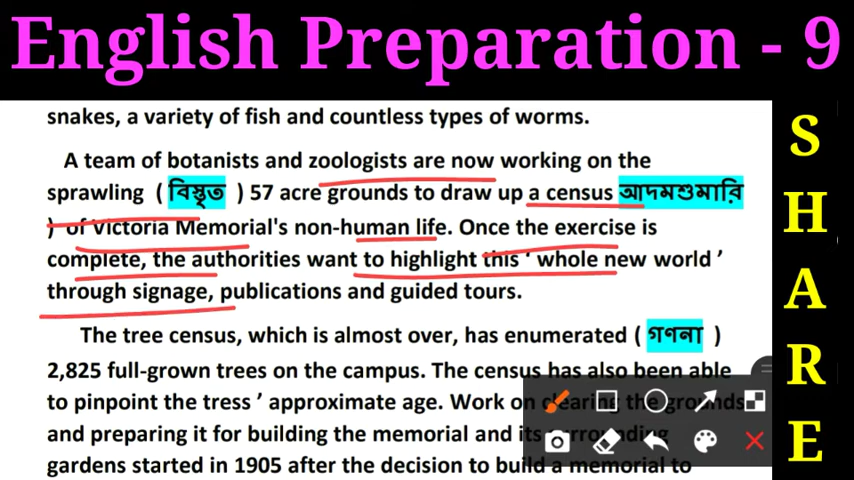 English Preparation - 9
snakes, a variety of fish and countless types of worms.
A team of botanists and zoologists are now working on the
sprawling ( বিস্তৃত ) 57 acre grounds to draw up a census আদমশুমারি
) of Victoria Memorial's non-human life. Once the exercise is
complete, the authorities want to highlight this ‘ whole new world ’
through signage, publications and guided tours.
The tree census, which is almost over, has enumerated ( গণনা )
2,825 full-grown trees on the campus. The census has also been able
to pinpoint the tress ’ approximate age. Work on clearing the grounds
and preparing it for building the memorial and its surrounding
gardens started in 1905 after the decision to build a memorial to
S
H
A
R
E